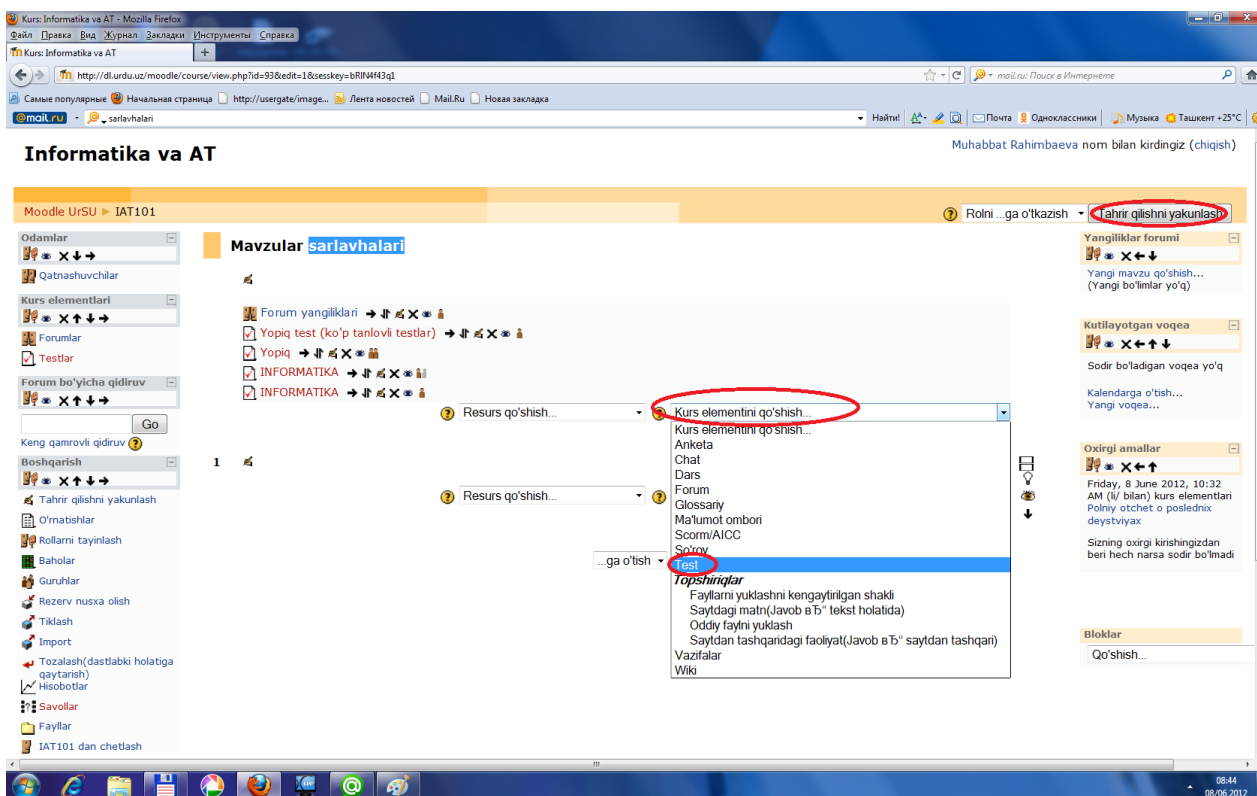 Kurs: Informatika va AT - Mozilla Firefox
Файл Правка Вид Журнал Закладки Инструменты Справка
Kurs: Informatika va AT
http://dl.urdu.uz/moodle/course/view.php?id=93&edit=1&sesskey=bRlN4f43q1
mail.ru: Поиск в Интернете
Самые популярные Начальная страница http://usergate/image... Лента новостей Mail.Ru Новая закладка
@mail.ru sarlavhalari Найти! Почта Одноклассники Музыка Ташкент +25°C
Informatika va AT
Muhabbat Rahimbaeva nom bilan kirdingiz (chiqish)
Moodle UrSU ► IAT101
Rolni ...ga o'tkazish
Tahrir qilishni yakunlash
Odamlar
Qatnashuvchilar
Kurs elementlari
Forumlar
Testlar
Forum bo'yicha qidiruv
Go
Keng qamrovli qidiruv
Boshqarish
Tahrir qilishni yakunlash
O'rnatishlar
Rollarni tayinlash
Baholar
Guruhlar
Rezerv nusxa olish
Tiklash
Import
Tozalash(dastlabki holatiga
qaytarish)
Hisobotlar
Savollar
Fayllar
IAT101 dan chetlash
Mavzular sarlavhalari
Forum yangiliklari
Yopiq test (ko'p tanlovli testlar)
Yopiq
INFORMATIKA
INFORMATIKA
Resurs qo'shish...
Kurs elementini qo'shish...
Kurs elementini qo'shish...
Anketa
Chat
Dars
Forum
Glossariy
Ma'lumot ombori
Scorm/AICC
So'rov
Test
Topshiriqlar
Fayllarni yuklashni kengaytirilgan shakli
Saytdagi matn(Javob вЂ“ tekst holatida)
Oddiy faylni yuklash
Saytdan tashqaridagi faoliyat(Javob вЂ“ saytdan tashqari)
Vazifalar
Wiki
1
Resurs qo'shish...
...ga o'tish
Yangiliklar forumi
Yangi mavzu qo'shish...
(Yangi bo'limlar yo'q)
Kutilayotgan voqea
Sodir bo'ladigan voqea yo'q
Kalendarga o'tish...
Yangi voqea...
Oxirgi amallar
Friday, 8 June 2012, 10:32
AM (li/ bilan) kurs elementlari
Polniy otchet o poslednix
deystviyax
Sizning oxirgi kirishingizdan
beri hech narsa sodir bo'lmadi
Bloklar
Qo'shish...
08:44
08/06 2012